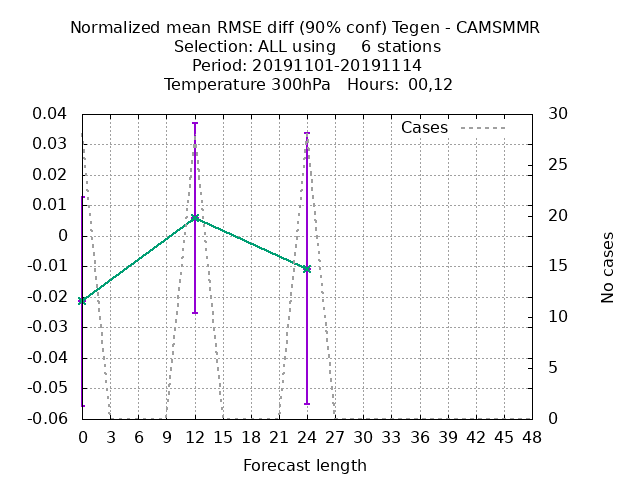 Normalized mean RMSE diff (90% conf) Tegen - CAMSMMR
Selection: ALL using     6 stations
Period: 20191101-20191114
Temperature 300hPa   Hours:  00,12
Cases
0.04
0.03
0.02
0.01
0
-0.01
-0.02
-0.03
-0.04
-0.05
-0.06
30
25
20
15
10
5
0
No cases
0 3 6 9 12 15 18 21 24 27 30 33 36 39 42 45 48
Forecast length